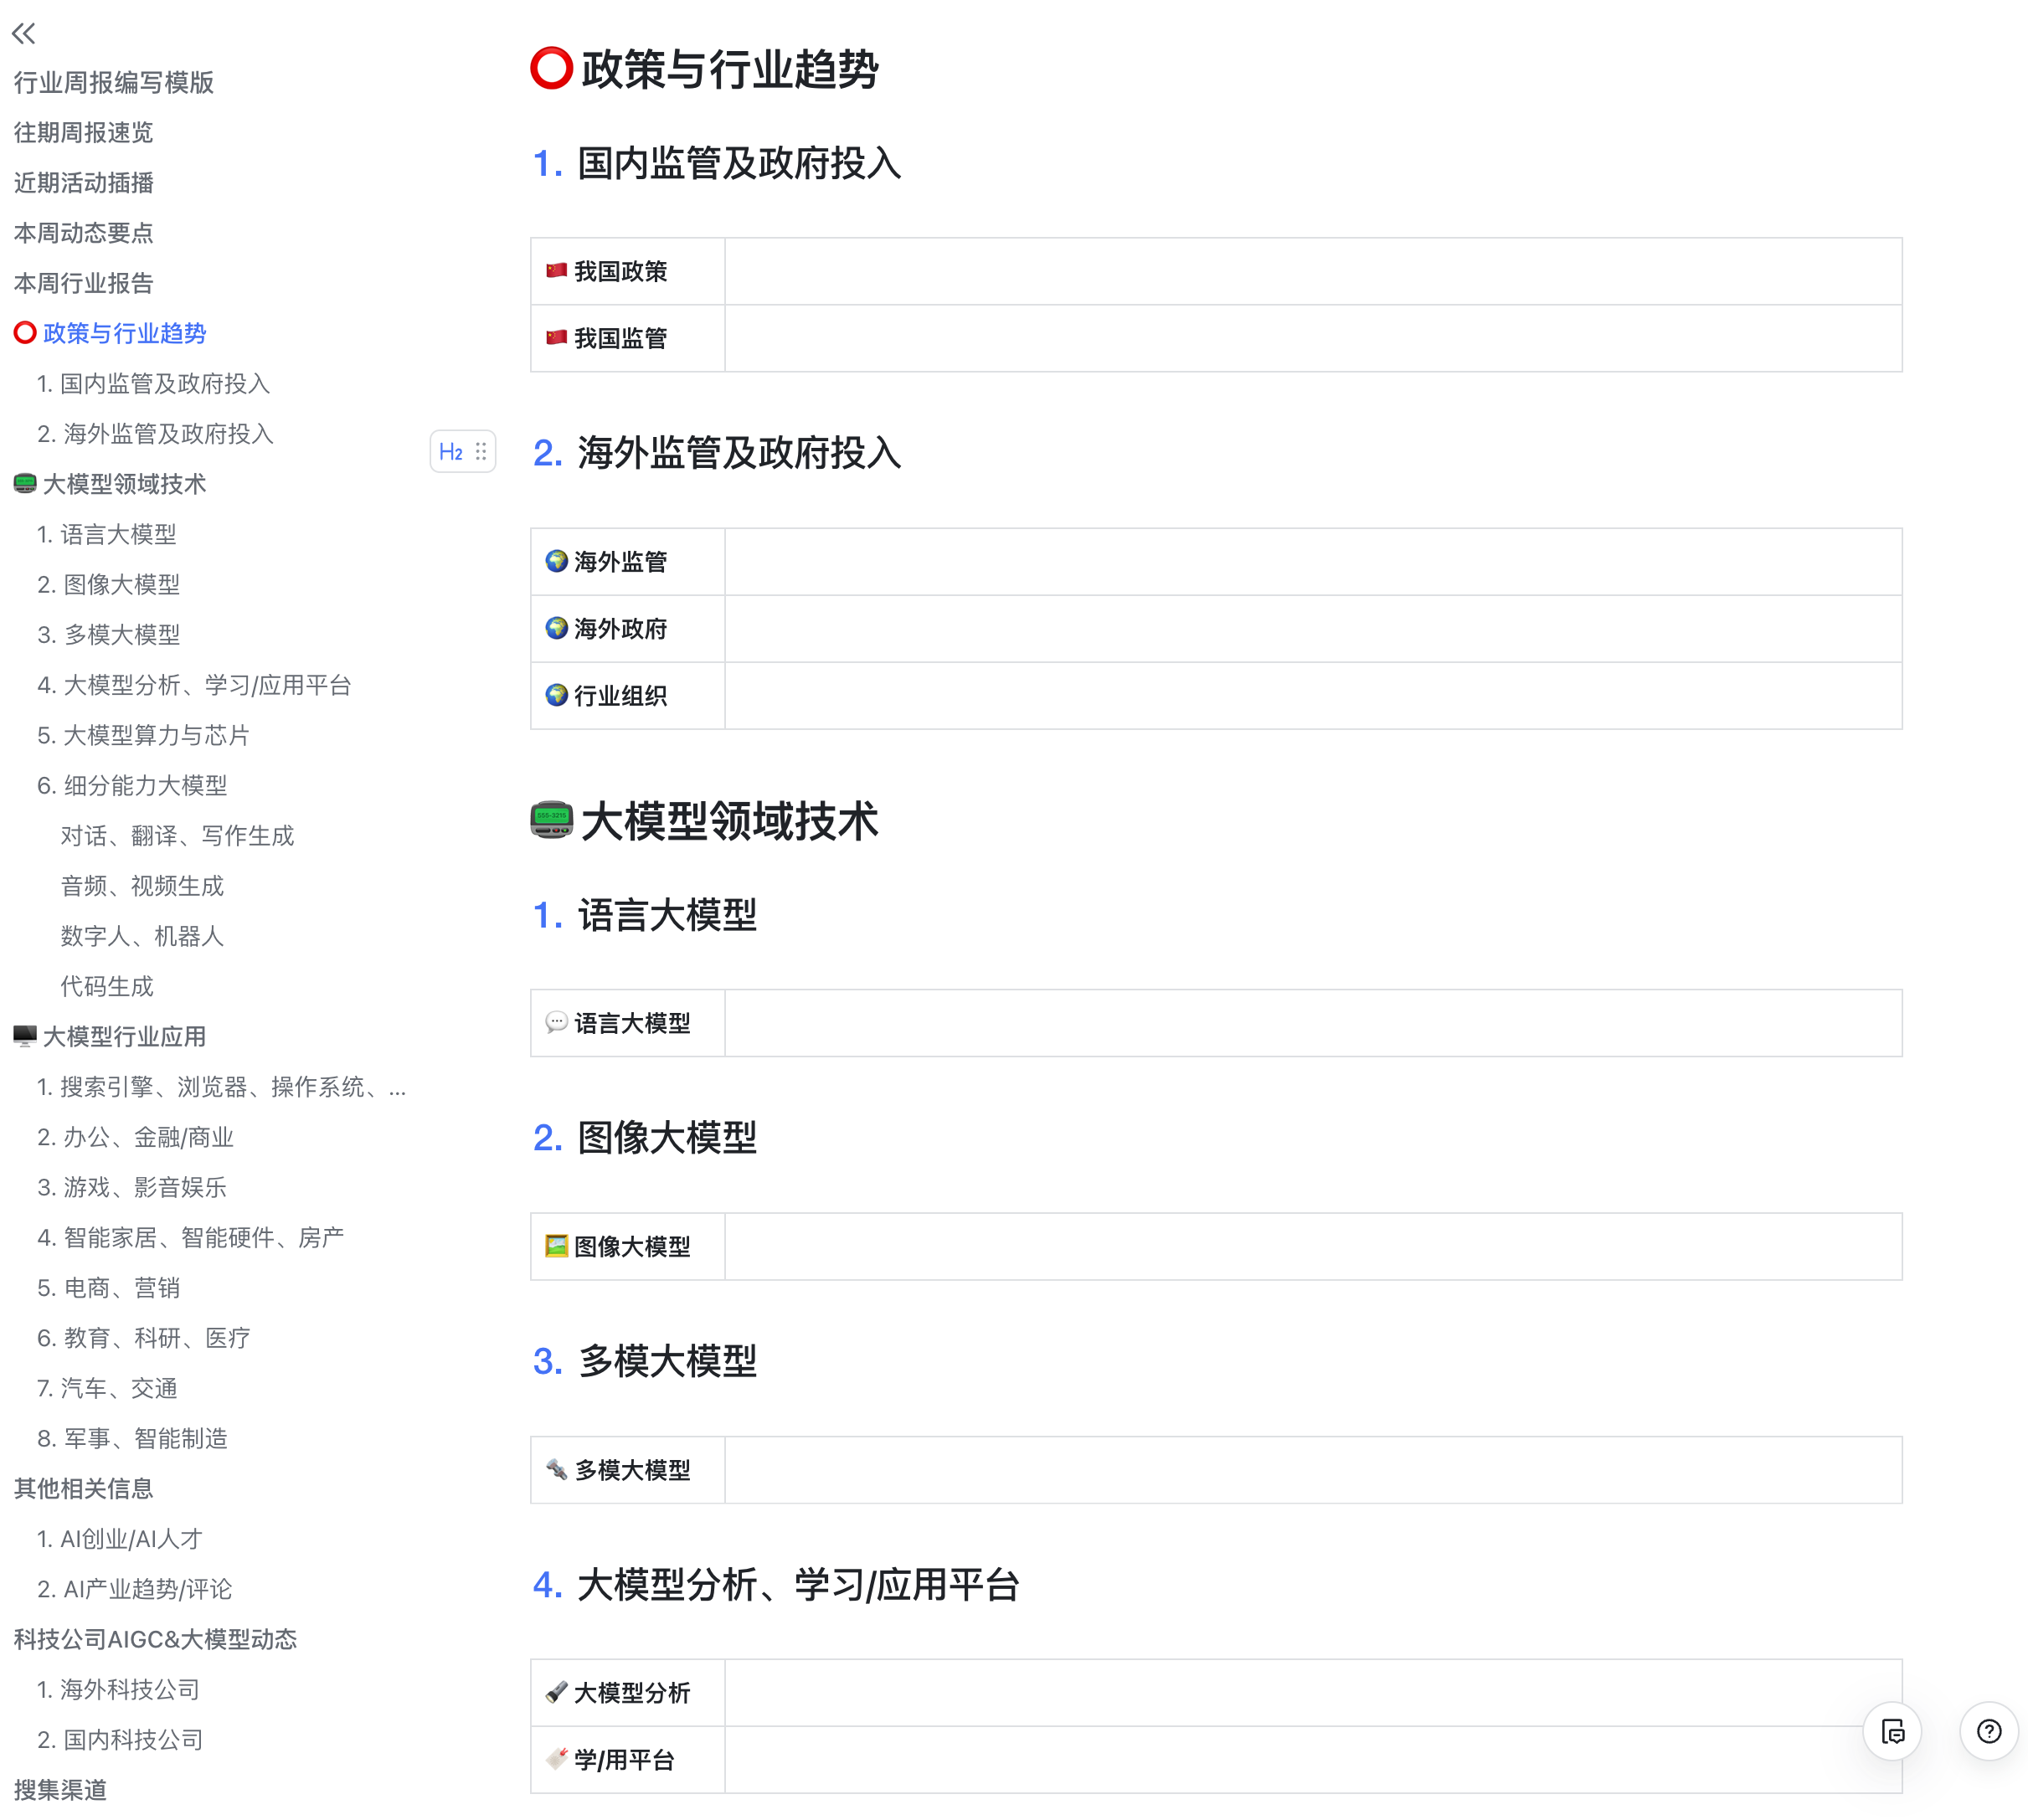 行业周报编写模版
往期周报速览
近期活动插播
本周动态要点
本周行业报告
⭕ 政策与行业趋势
1. 国内监管及政府投入
2. 海外监管及政府投入
📟 大模型领域技术
1. 语言大模型
2. 图像大模型
3. 多模大模型
4. 大模型分析、学习/应用平台
5. 大模型算力与芯片
6. 细分能力大模型
对话、翻译、写作生成
音频、视频生成
数字人、机器人
代码生成
🖥️ 大模型行业应用
1. 搜索引擎、浏览器、操作系统、...
2. 办公、金融/商业
3. 游戏、影音娱乐
4. 智能家居、智能硬件、房产
5. 电商、营销
6. 教育、科研、医疗
7. 汽车、交通
8. 军事、智能制造
其他相关信息
1. AI创业/AI人才
2. AI产业趋势/评论
科技公司AIGC&大模型动态
1. 海外科技公司
2. 国内科技公司
搜集渠道
⭕ 政策与行业趋势
1. 国内监管及政府投入
🇨🇳 我国政策
🇨🇳 我国监管
H2
2. 海外监管及政府投入
🌍 海外监管
🌍 海外政府
🌍 行业组织
📟 大模型领域技术
1. 语言大模型
💬 语言大模型
2. 图像大模型
🖼️ 图像大模型
3. 多模大模型
🔩 多模大模型
4. 大模型分析、学习/应用平台
🔦 大模型分析
学/用平台